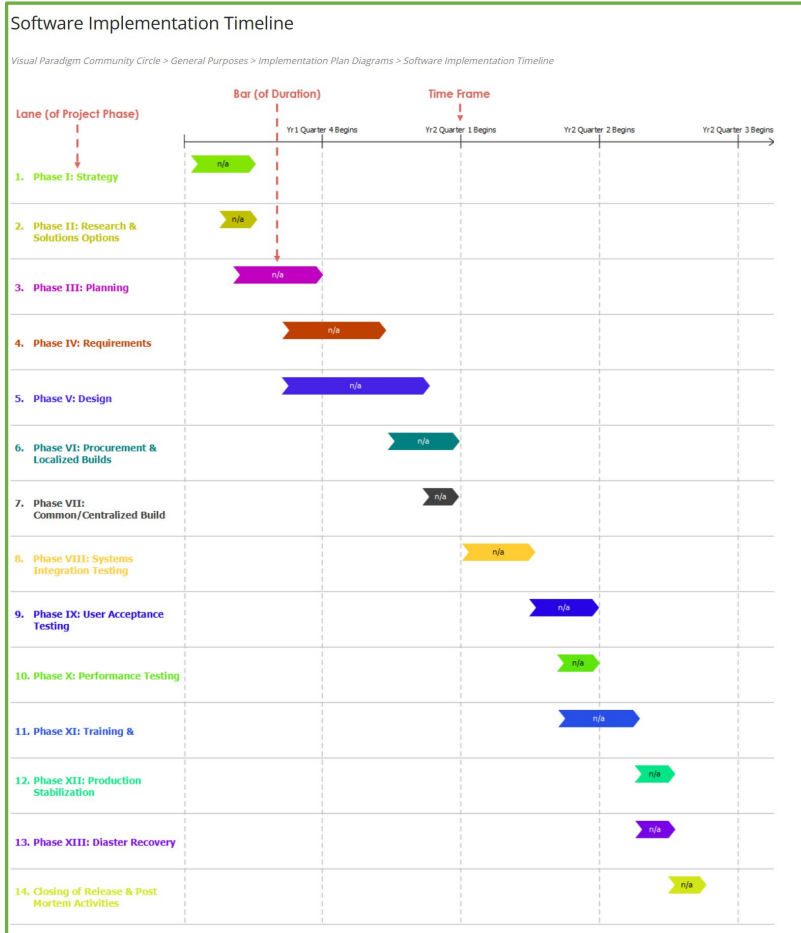 Software Implementation Timeline
Visual Paradigm Community Circle > General Purposes > Implementation Plan Diagrams > Software Implementation Timeline
Bar (of Duration)
Time Frame
Lane (of Project Phase)
Yr1 Quarter 4 Begins
Yr2 Quarter 1 Begins
Yr2 Quarter 2 Begins
Yr2 Quarter 3 Begins
n/a
1. Phase I: Strategy
n/a
2. Phase II: Research &
Solutions Options
n/a
3. Phase III: Planning
n/a
4. Phase IV: Requirements
n/a
5. Phase V: Design
n/a
6. Phase VI: Procurement &
Localized Builds
n/a
7. Phase VII:
Common/Centralized Build
n/a
8. Phase VIII: Systems
Integration Testing
n/a
9. Phase IX: User Acceptance
Testing
n/a
10. Phase X: Performance Testing
n/a
11. Phase XI: Training &
n/a
12. Phase XII: Production
Stabilization
n/a
13. Phase XIII: Diaster Recovery
n/a
14. Closing of Release & Post
Mortem Activities